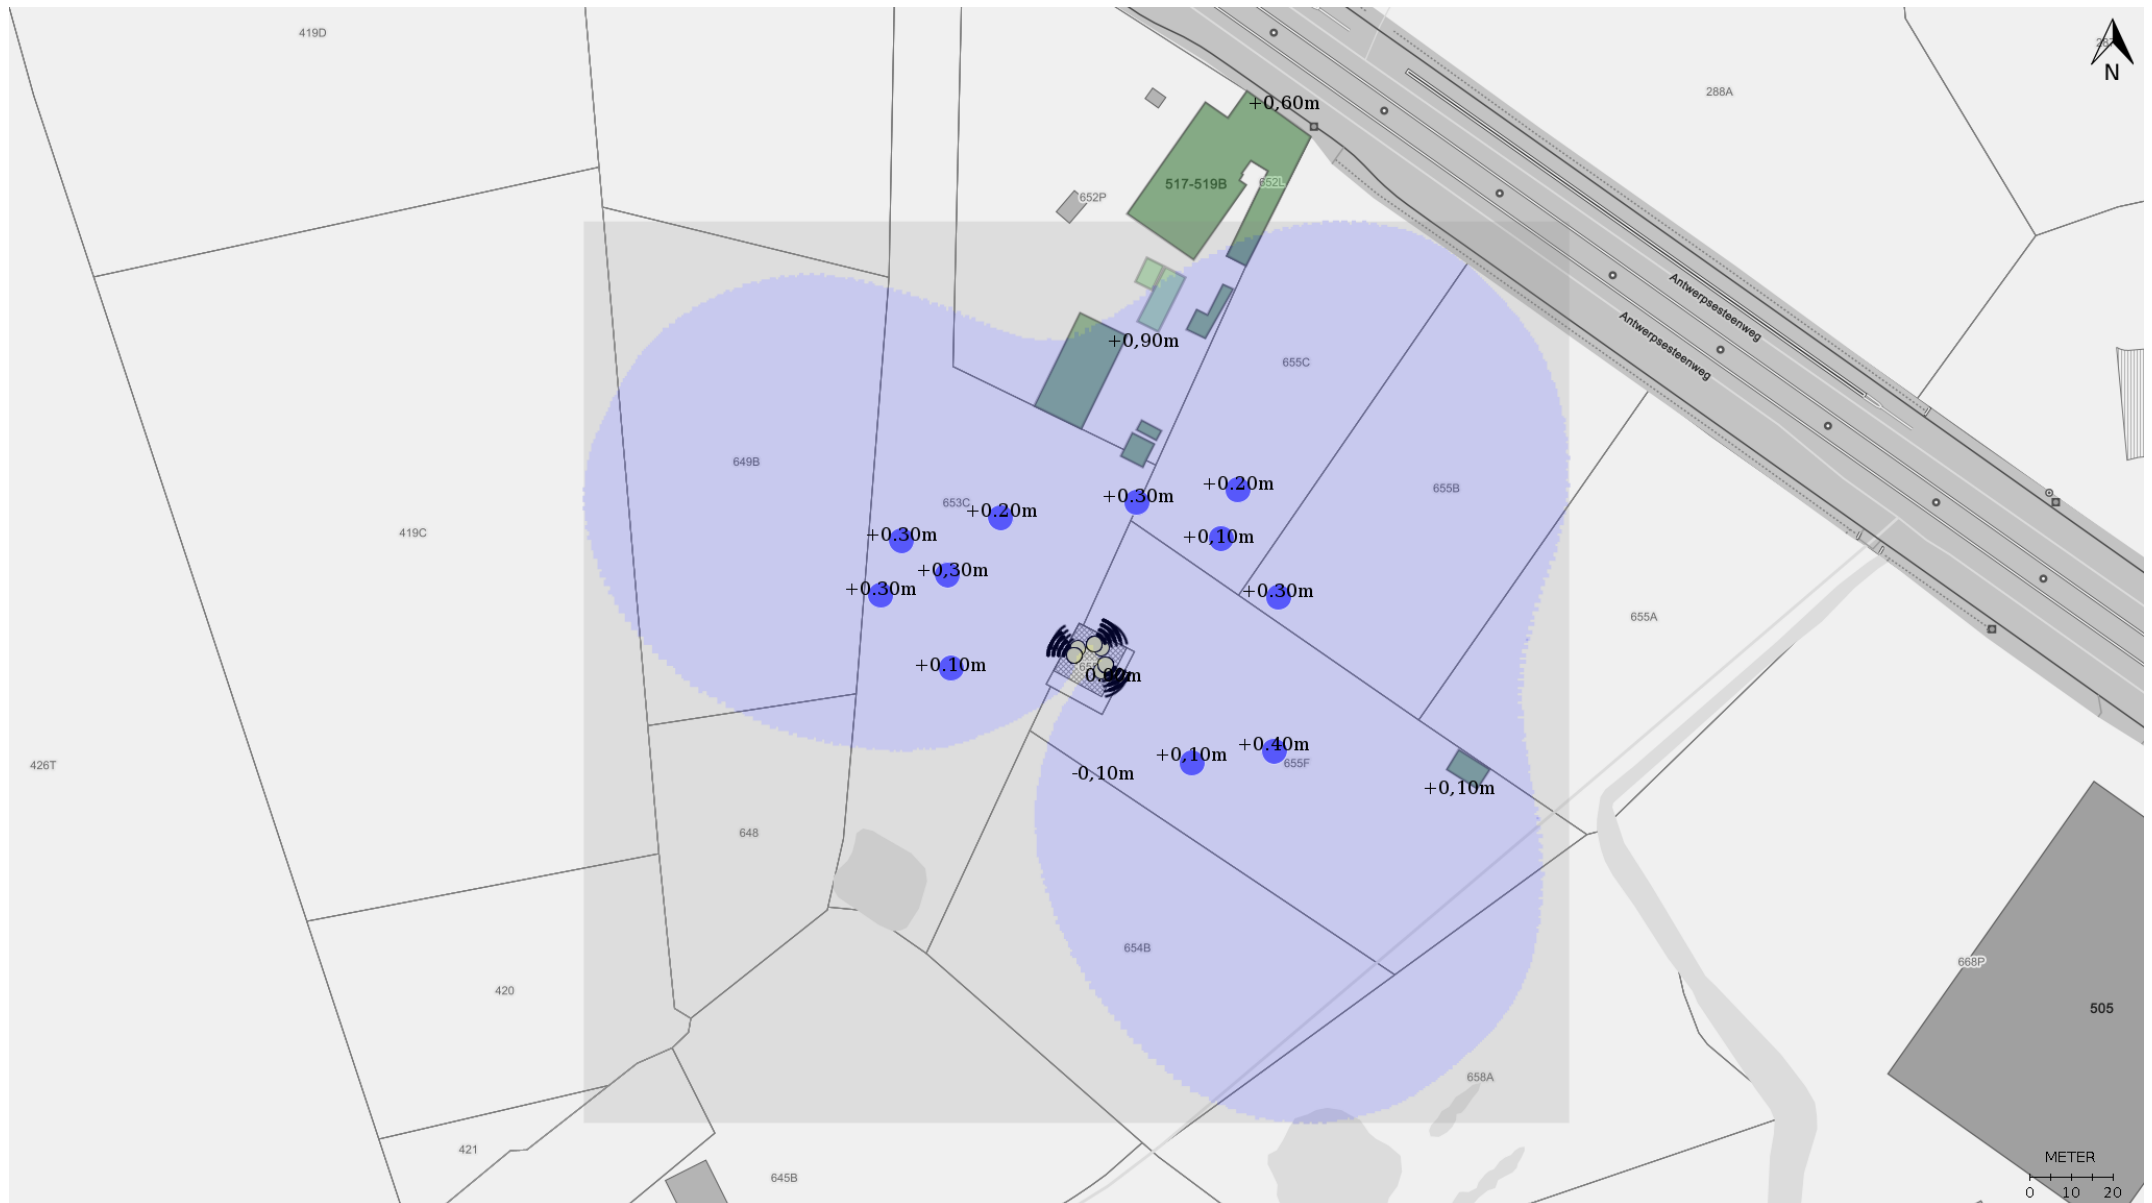 419D
N
288A
+0,60m
517-519B
652L
652P
Antwerpsesteenweg
Antwerpsesteenweg
+0,90m
655C
649B
655B
+0.20m
+0.30m
653C
+0.20m
419C
+0.30m
+0,10m
+0,30m
+0.30m
+0.30m
655A
+0.10m
+0,10m
+0.40m
655F
426T
-0,10m
+0,10m
648
654B
668P
420
505
658A
421
645B
METER
0 10 20